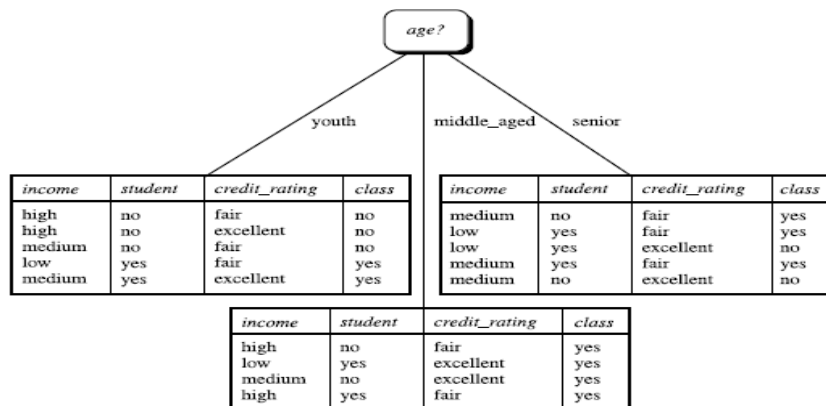 age?
youth
middle_aged
senior
income student credit_rating class
high no fair no
high no excellent no
medium no fair no
low yes fair yes
medium yes excellent yes
income student credit_rating class
medium no fair yes
low yes fair yes
low yes excellent no
medium yes fair yes
medium no excellent no
income student credit_rating class
high no fair yes
low yes excellent yes
medium no excellent yes
high yes fair yes